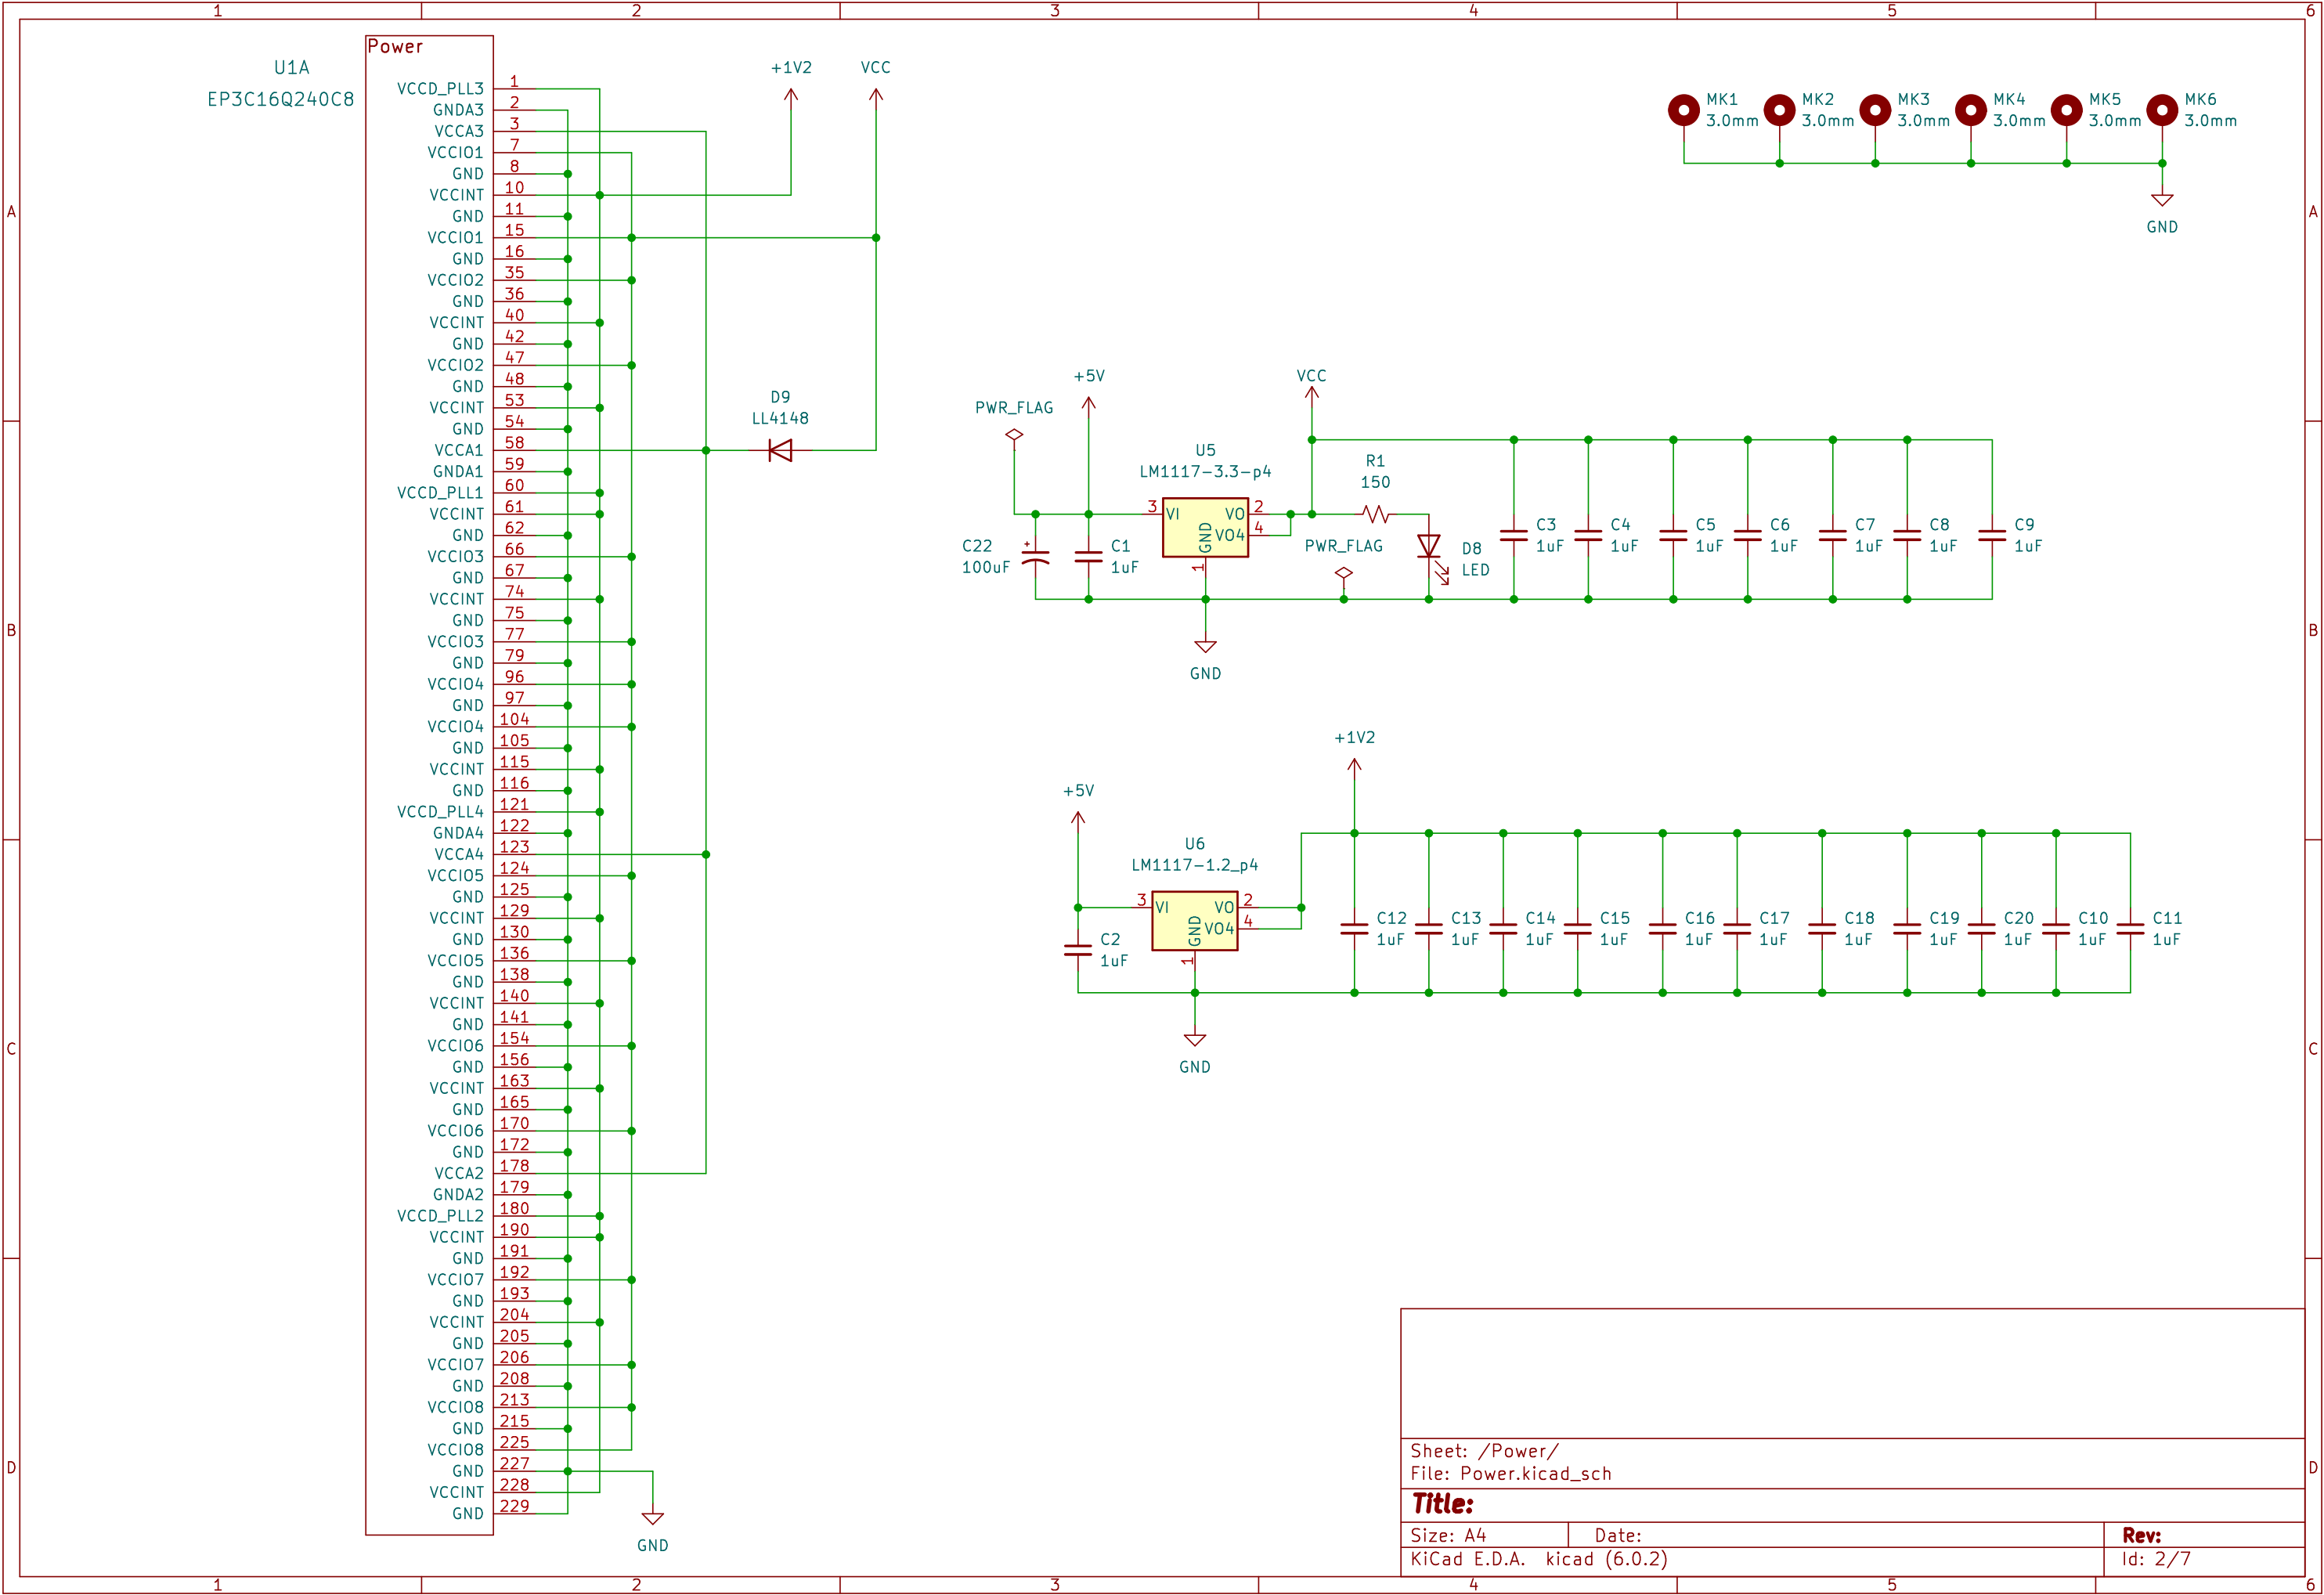 1 2 3 4 5 6
Power
U1A
EP3C16Q240C8
VCCD_PLL3 1
GNDA3 2
VCCA3 3
VCCIO1 7
GND 8
VCCINT 10
GND 11
VCCIO1 15
GND 16
VCCIO2 35
GND 36
VCCINT 40
GND 42
VCCIO2 47
GND 48
VCCINT 53
GND 54
VCCA1 58
GNDA1 59
VCCD_PLL1 60
VCCINT 61
GND 62
VCCIO3 66
GND 67
VCCINT 74
GND 75
VCCIO3 77
GND 79
VCCIO4 96
GND 97
VCCIO4 104
GND 105
VCCINT 115
GND 116
VCCD_PLL4 121
GNDA4 122
VCCA4 123
VCCIO5 124
GND 125
VCCINT 129
GND 130
VCCIO5 136
GND 138
VCCINT 140
GND 141
VCCIO6 154
GND 156
VCCINT 163
GND 165
VCCIO6 170
GND 172
VCCA2 178
GNDA2 179
VCCD_PLL2 180
VCCINT 190
GND 191
VCCIO7 192
GND 193
VCCINT 204
GND 205
VCCIO7 206
GND 208
VCCIO8 213
GND 215
VCCIO8 225
GND 227
VCCINT 228
GND 229
GND
+1V2 VCC
D9
LL4148
MK1 MK2 MK3 MK4 MK5 MK6
3.0mm 3.0mm 3.0mm 3.0mm 3.0mm 3.0mm
GND
+5V VCC
PWR_FLAG
U5
LM1117-3.3-p4
R1
150
3 VI VO 2
VO4 4
GND
1
C22
100uF
C1
1uF
PWR_FLAG
D8
LED
C3 C4 C5 C6 C7 C8 C9
1uF 1uF 1uF 1uF 1uF 1uF 1uF
GND
+1V2
+5V
U6
LM1117-1.2_p4
3 VI VO 2
VO4 4
GND
1
C2
1uF
C12 C13 C14 C15 C16 C17 C18 C19 C20 C10 C11
1uF 1uF 1uF 1uF 1uF 1uF 1uF 1uF 1uF 1uF 1uF
GND
A A
B B
C C
D D
Sheet: /Power/
File: Power.kicad_sch
Title:
Size: A4 Date: Rev:
KiCad E.D.A. kicad (6.0.2) Id: 2/7
1 2 3 4 5 6